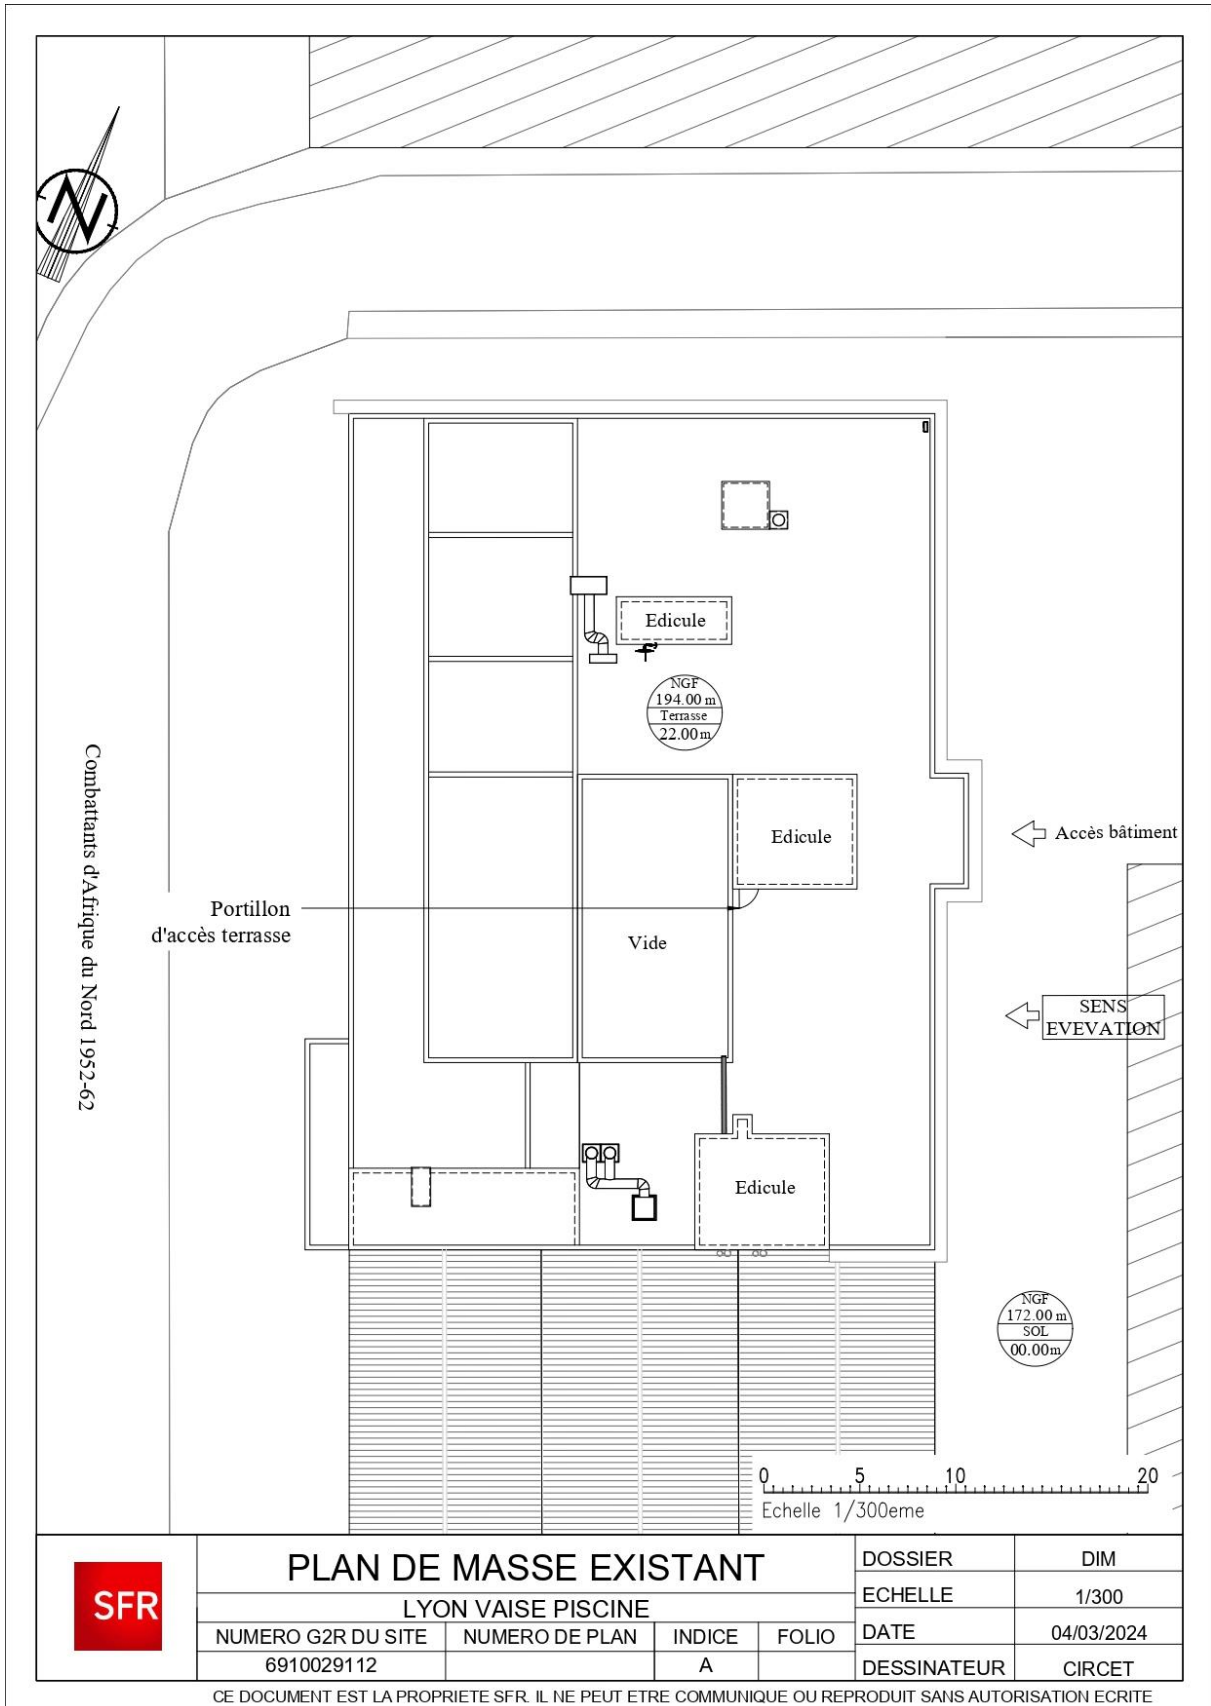 N
Edicule
NGF
194.00 m
Terrasse
22.00 m
Combattants d'Afrique du Nord 1952-62
Edicule
Accès bâtiment
Portillon
d'accès terrasse
Vide
SENS
EVEVATION
Edicule
NGF
172.00 m
SOL
00.00m
0 5 10 20
Echelle 1/300eme
SFR
PLAN DE MASSE EXISTANT
LYON VAISE PISCINE
NUMERO G2R DU SITE NUMERO DE PLAN INDICE FOLIO
6910029112 A
DOSSIER DIM
ECHELLE 1/300
DATE 04/03/2024
DESSINATEUR CIRCET
CE DOCUMENT EST LA PROPRIETE SFR. IL NE PEUT ETRE COMMUNIQUE OU REPRODUIT SANS AUTORISATION ECRITE